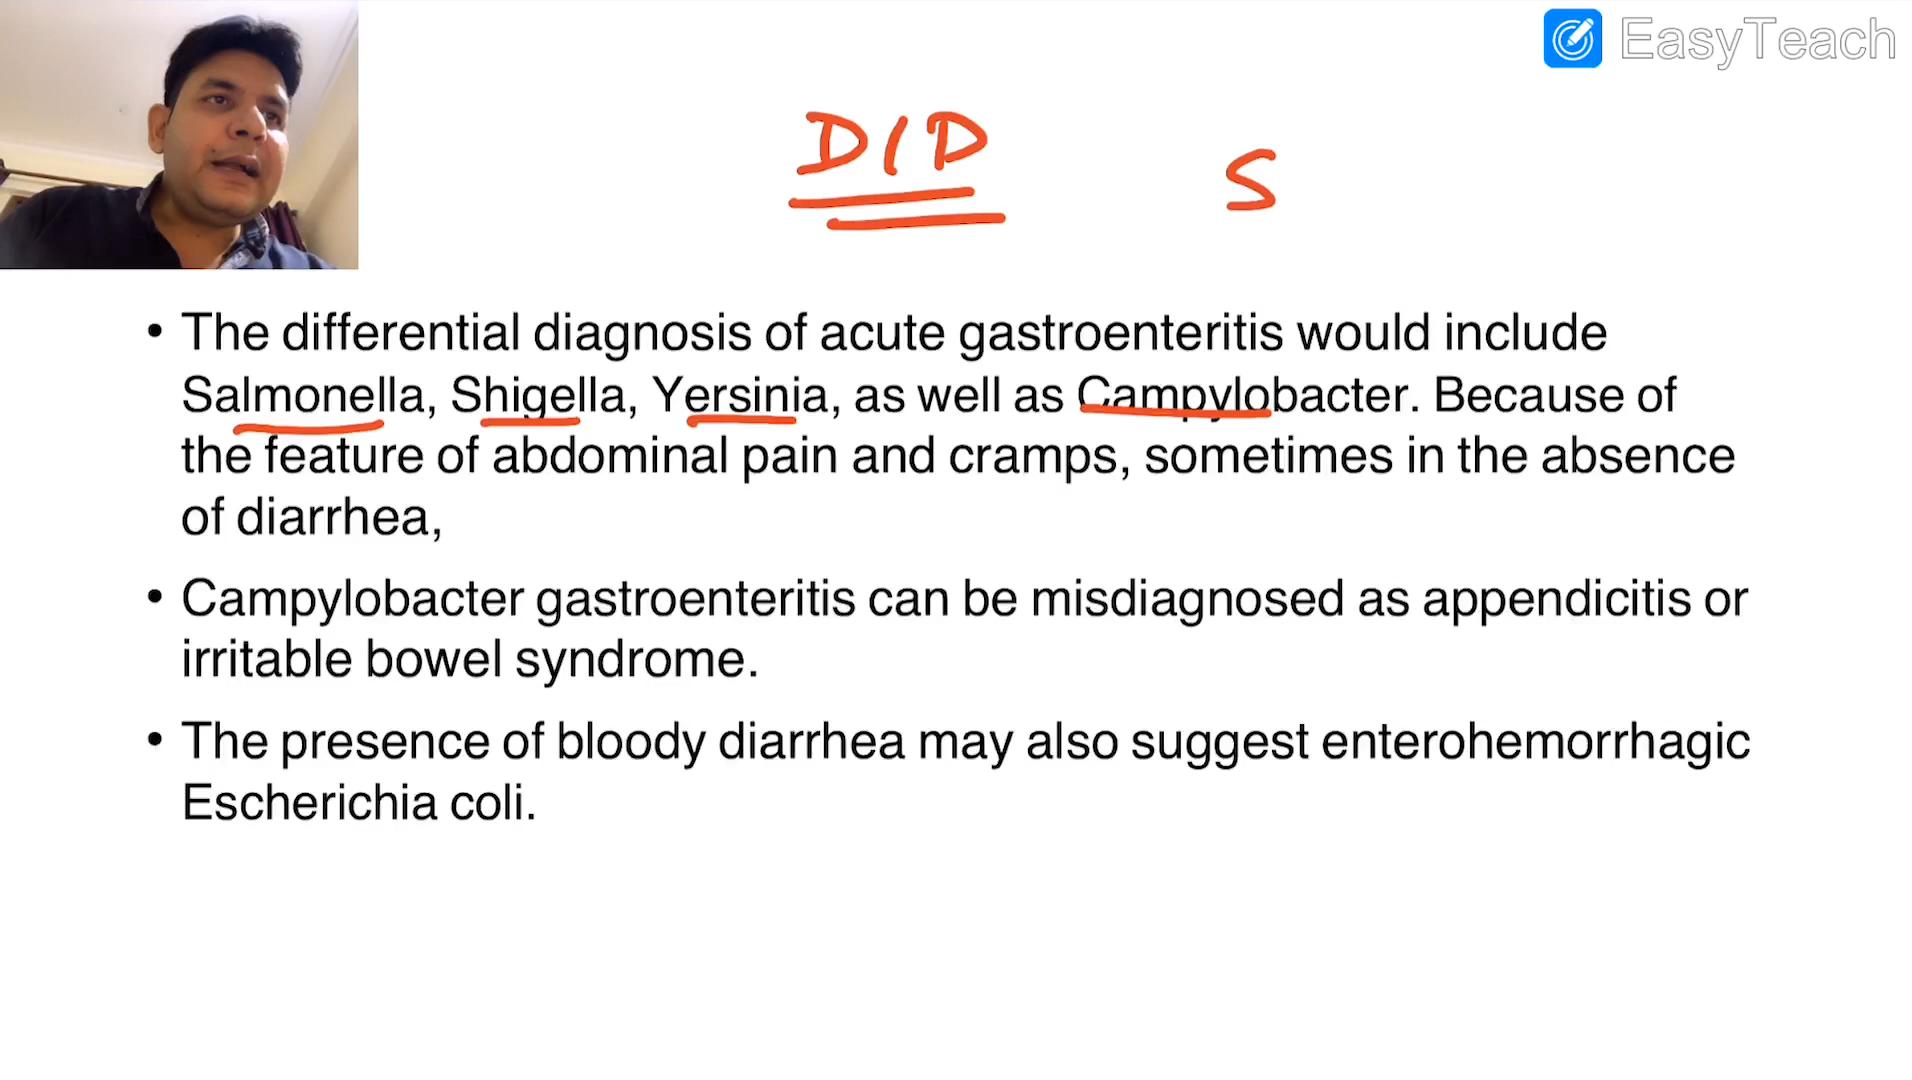 EasyTeach
D/D S
• The differential diagnosis of acute gastroenteritis would include
Salmonella, Shigella, Yersinia, as well as Campylobacter. Because of
the feature of abdominal pain and cramps, sometimes in the absence
of diarrhea,
• Campylobacter gastroenteritis can be misdiagnosed as appendicitis or
irritable bowel syndrome.
• The presence of bloody diarrhea may also suggest enterohemorrhagic
Escherichia coli.